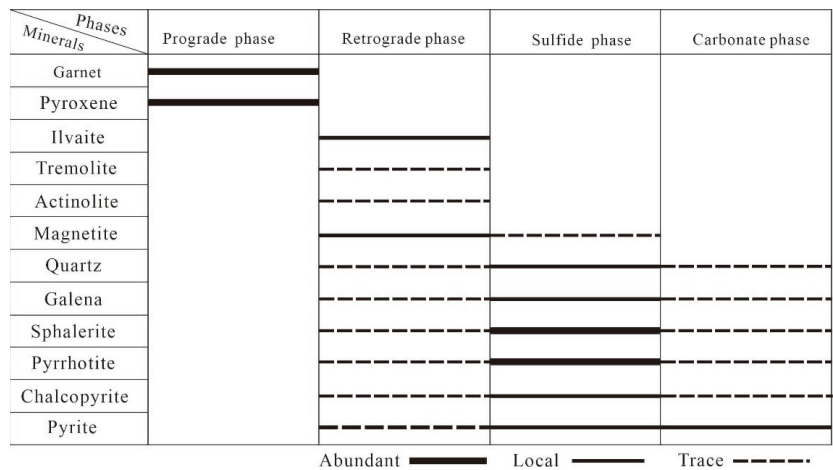 Phases
Minerals
Prograde phase
Retrograde phase
Sulfide phase
Carbonate phase
Garnet
Pyroxene
Ilvaite
Tremolite
Actinolite
Magnetite
Quartz
Galena
Sphalerite
Pyrrhotite
Chalcopyrite
Pyrite
Abundant
Local
Trace